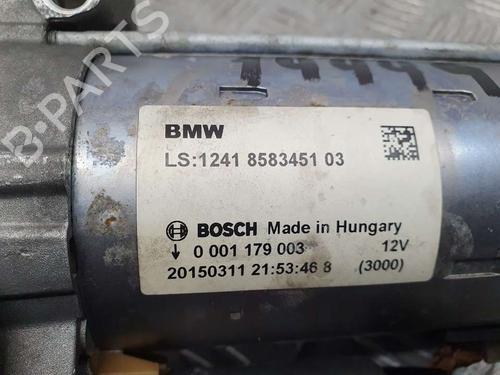 14444
BMW
LS:1241 8583451 03
BOSCH Made in Hungary
0 001 179 003 12V
20150311 21:53:46 8 (3000)
B-PARTS